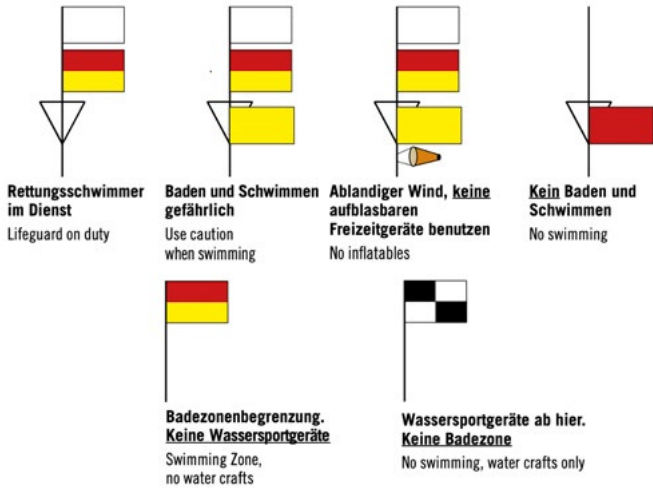 Rettungsschwimmer
im Dienst
Lifeguard on duty
Baden und Schwimmen
gefährlich
Use caution
when swimming
Ablandiger Wind, keine
aufblasbaren
Freizeitgeräte benutzen
No inflatables
Kein Baden und
Schwimmen
No swimming
Badezonenbegrenzung.
Keine Wassersportgeräte
Swimming Zone,
no water crafts
Wassersportgeräte ab hier.
Keine Badezone
No swimming, water crafts only